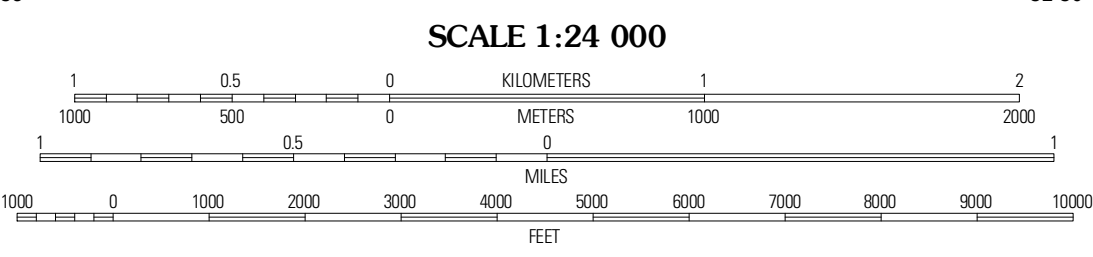 SCALE 1:24 000
1 0.5 0 KILOMETERS 1 2
1000 500 0 METERS 1000 2000
1 0.5 0 1
MILES
1000 0 1000 2000 3000 4000 5000 6000 7000 8000 9000 10000
FEET